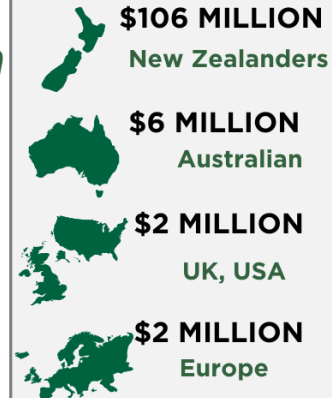 $106 MILLION
New Zealanders
$6 MILLION
Australian
$2 MILLION
UK, USA
$2 MILLION
Europe